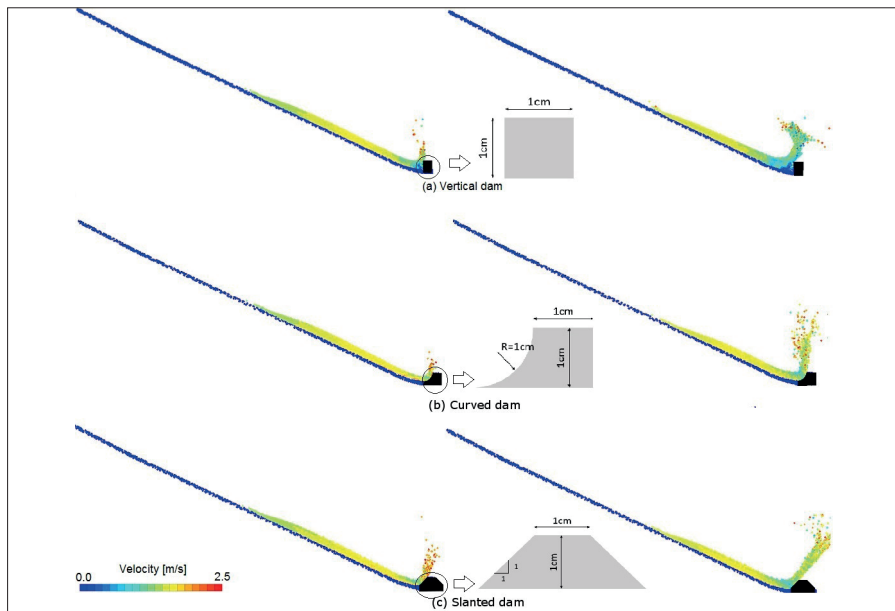 1cm
1cm
(a) Vertical dam
1cm
R=1cm
1cm
(b) Curved dam
1cm
1cm
1
1
Velocity [m/s]
0.0 2.5
(c) Slanted dam